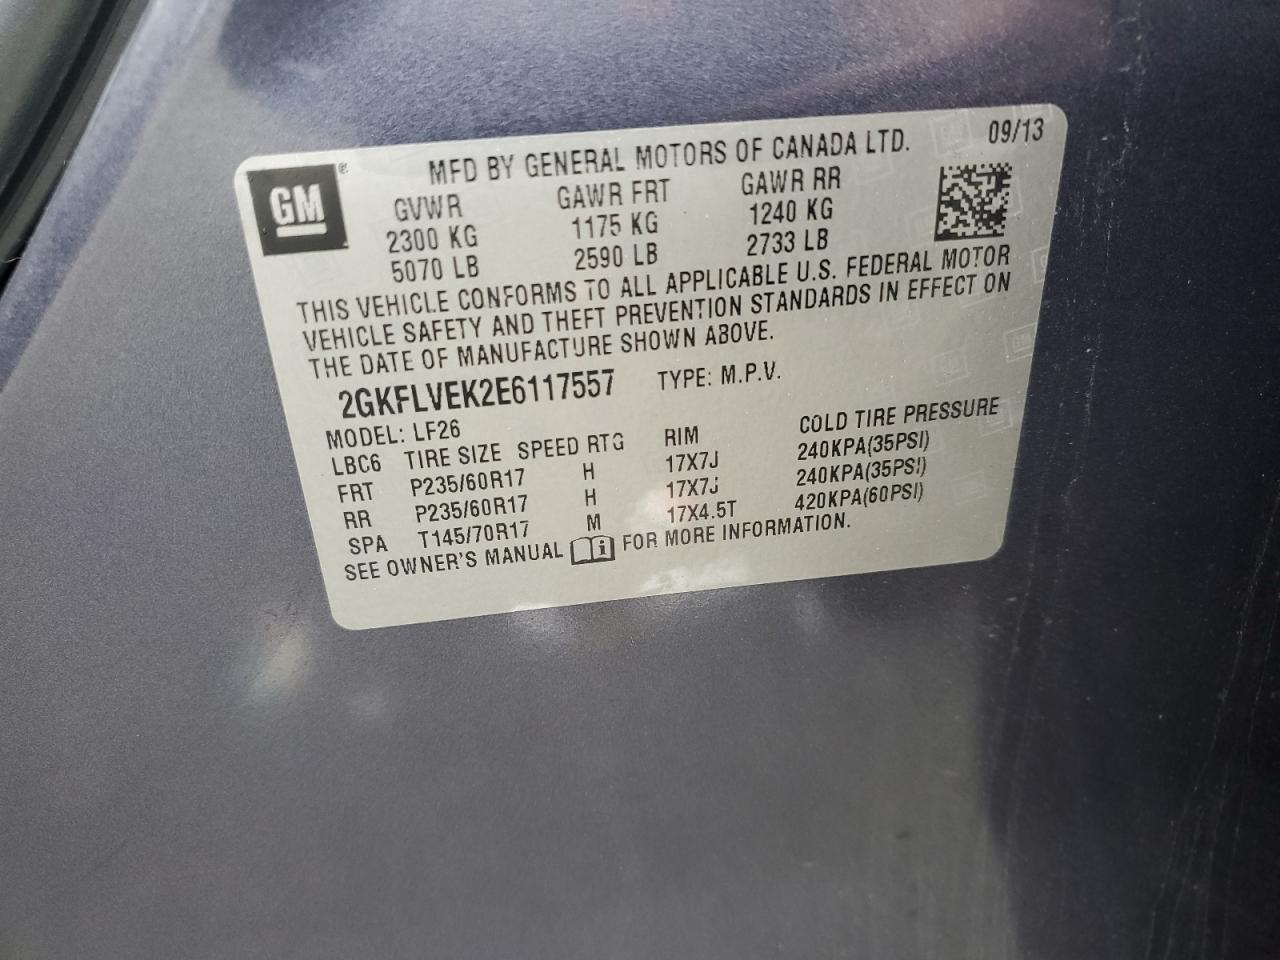 GM ®
MFD BY GENERAL MOTORS OF CANADA LTD. 09/13
GVWR GAWR FRT GAWR RR
2300 KG 1175 KG 1240 KG
5070 LB 2590 LB 2733 LB
THIS VEHICLE CONFORMS TO ALL APPLICABLE U.S. FEDERAL MOTOR
VEHICLE SAFETY AND THEFT PREVENTION STANDARDS IN EFFECT ON
THE DATE OF MANUFACTURE SHOWN ABOVE.
2GKFLVEK2E6117557 TYPE: M.P.V.
MODEL: LF26
LBC6 TIRE SIZE SPEED RTG RIM COLD TIRE PRESSURE
FRT P235/60R17 H 17X7J 240KPA(35PSI)
RR P235/60R17 H 17X7J 240KPA(35PSI)
SPA T145/70R17 M 17X4.5T 420KPA(60PSI)
SEE OWNER'S MANUAL i FOR MORE INFORMATION.